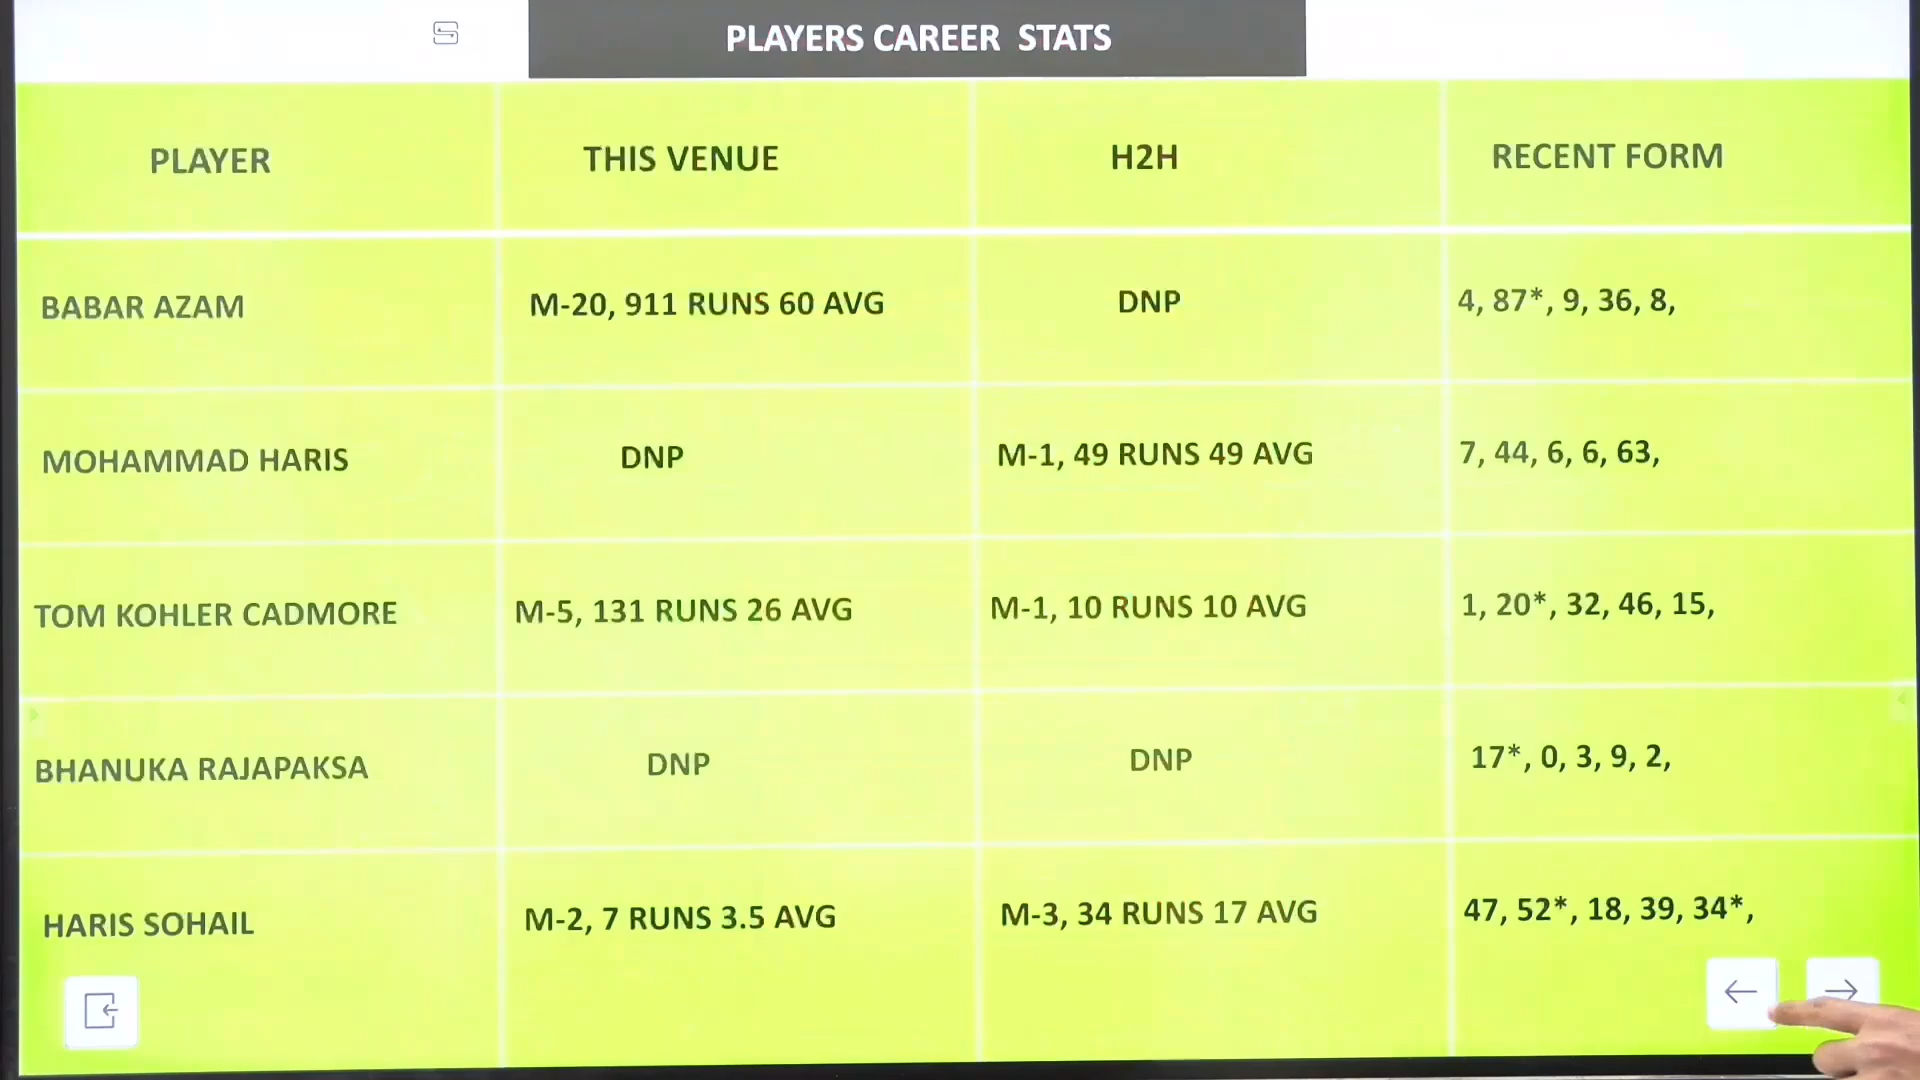 PLAYERS CAREER STATS
PLAYER THIS VENUE H2H RECENT FORM
BABAR AZAM M-20, 911 RUNS 60 AVG DNP 4, 87*, 9, 36, 8,
MOHAMMAD HARIS DNP M-1, 49 RUNS 49 AVG 7, 44, 6, 6, 63,
TOM KOHLER CADMORE M-5, 131 RUNS 26 AVG M-1, 10 RUNS 10 AVG 1, 20*, 32, 46, 15,
BHANUKA RAJAPAKSA DNP DNP 17*, 0, 3, 9, 2,
HARIS SOHAIL M-2, 7 RUNS 3.5 AVG M-3, 34 RUNS 17 AVG 47, 52*, 18, 39, 34*,